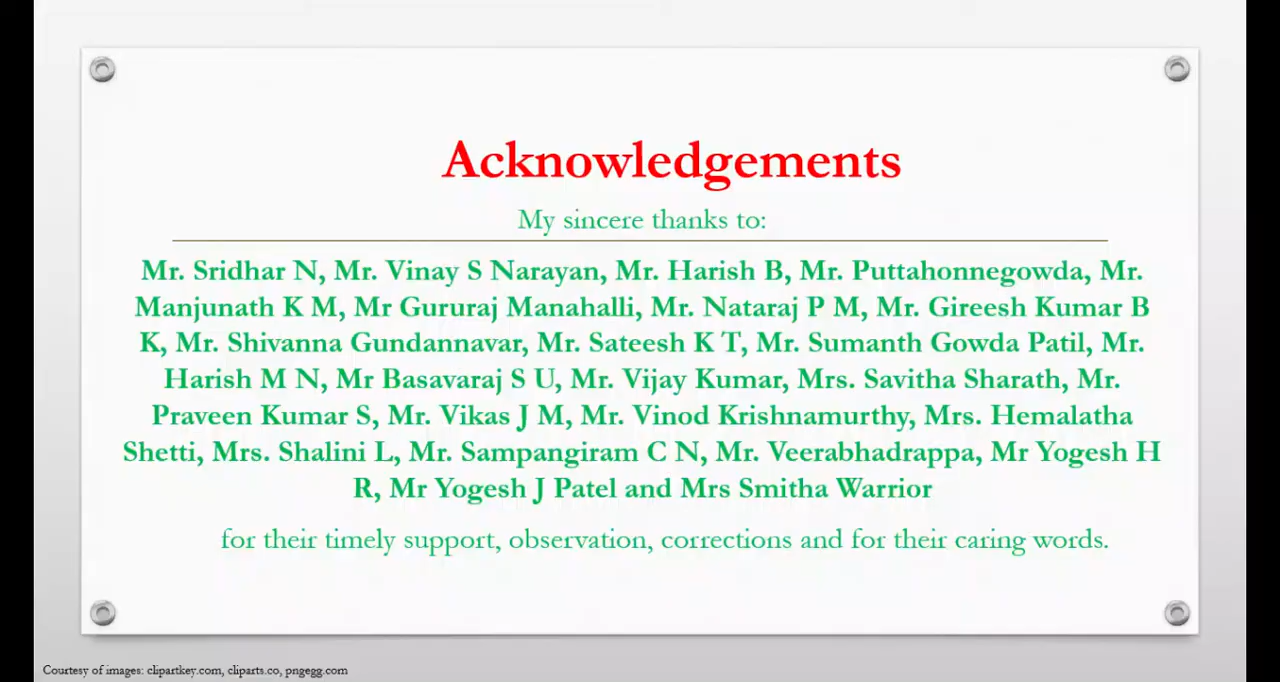 Acknowledgements
My sincere thanks to:
Mr. Sridhar N, Mr. Vinay S Narayan, Mr. Harish B, Mr. Puttahonnegowda, Mr.
Manjunath K M, Mr Gururaj Manahalli, Mr. Nataraj P M, Mr. Gireesh Kumar B
K, Mr. Shivanna Gundannavar, Mr. Sateesh K T, Mr. Sumanth Gowda Patil, Mr.
Harish M N, Mr Basavaraj S U, Mr. Vijay Kumar, Mrs. Savitha Sharath, Mr.
Praveen Kumar S, Mr. Vikas J M, Mr. Vinod Krishnamurthy, Mrs. Hemalatha
Shetti, Mrs. Shalini L, Mr. Sampangiram C N, Mr. Veerabhadrappa, Mr Yogesh H
R, Mr Yogesh J Patel and Mrs Smitha Warrior
for their timely support, observation, corrections and for their caring words.
Courtesy of images: clipartkey.com, cliparts.co, pngegg.com